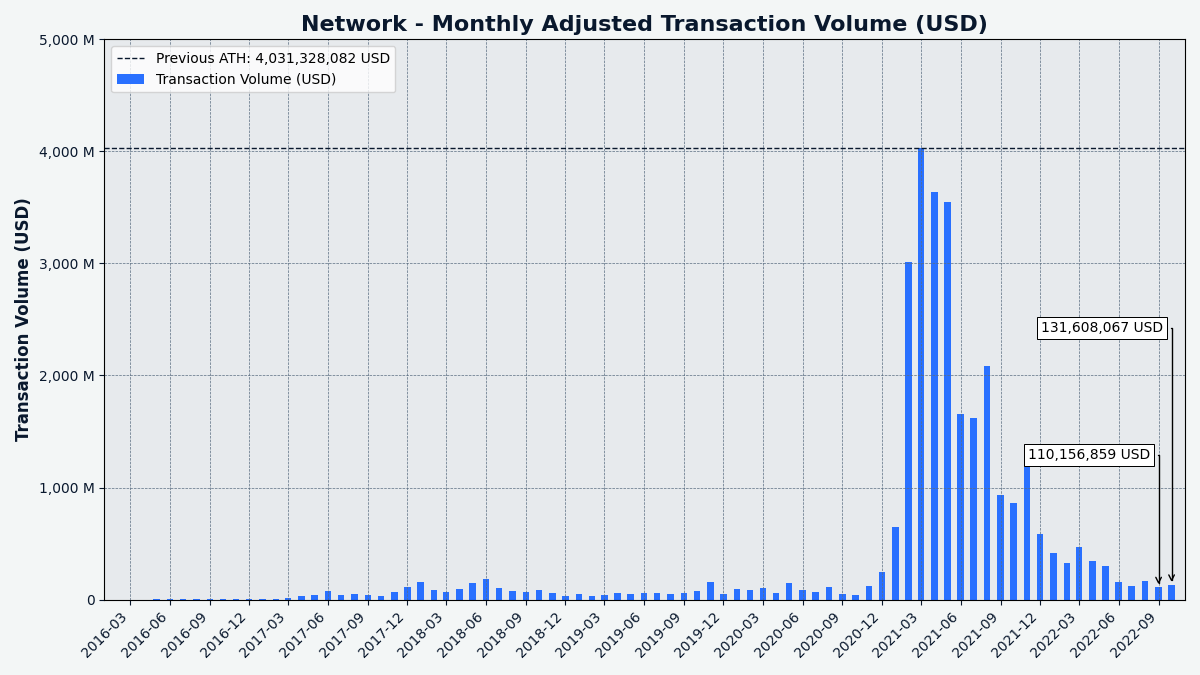 Network - Monthly Adjusted Transaction Volume (USD)
Previous ATH: 4,031,328,082 USD
Transaction Volume (USD)
Transaction Volume (USD)
5,000 M
4,000 M
3,000 M
2,000 M
1,000 M
0
131,608,067 USD
110,156,859 USD
2016-03
2016-06
2016-09
2016-12
2017-03
2017-06
2017-09
2017-12
2018-03
2018-06
2018-09
2018-12
2019-03
2019-06
2019-09
2019-12
2020-03
2020-06
2020-09
2020-12
2021-03
2021-06
2021-09
2021-12
2022-03
2022-06
2022-09